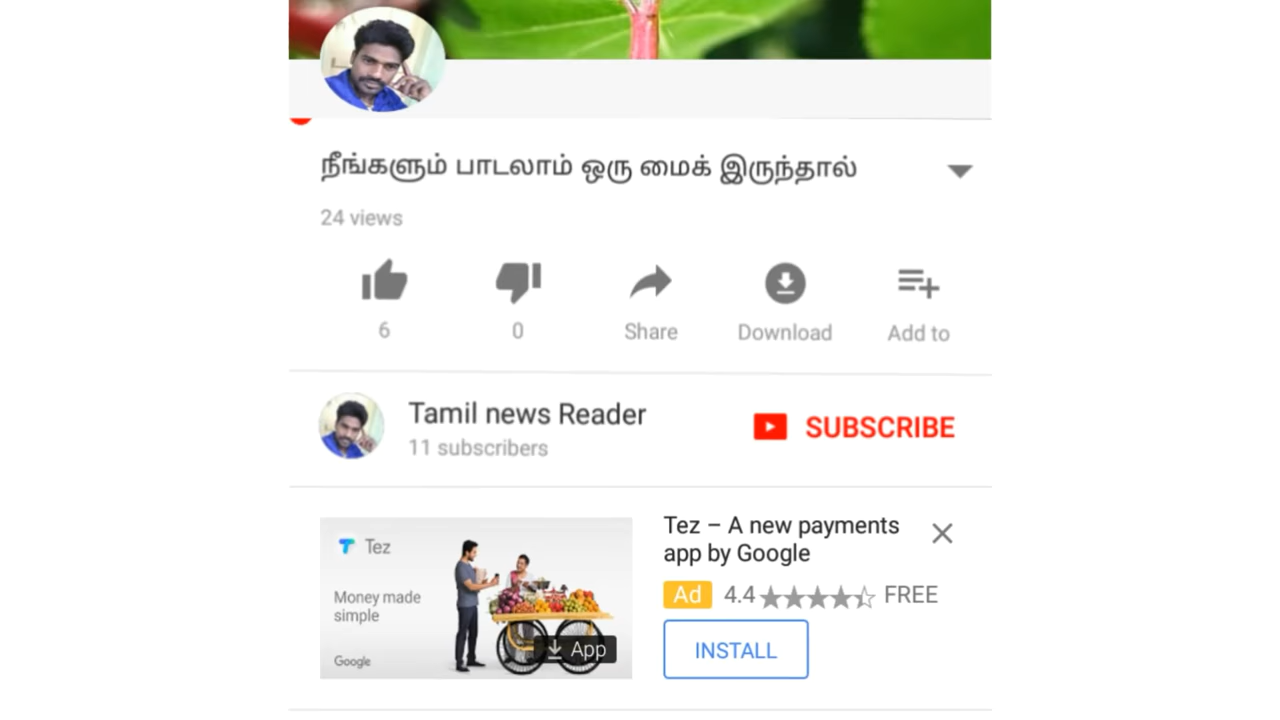 நீங்களும் பாடலாம் ஒரு மைக் இருந்தால்
24 views
6
0
Share
Download
Add to
Tamil news Reader
11 subscribers
SUBSCRIBE
Tez
Money made
simple
Google
App
Tez – A new payments
app by Google
Ad 4.4 FREE
INSTALL